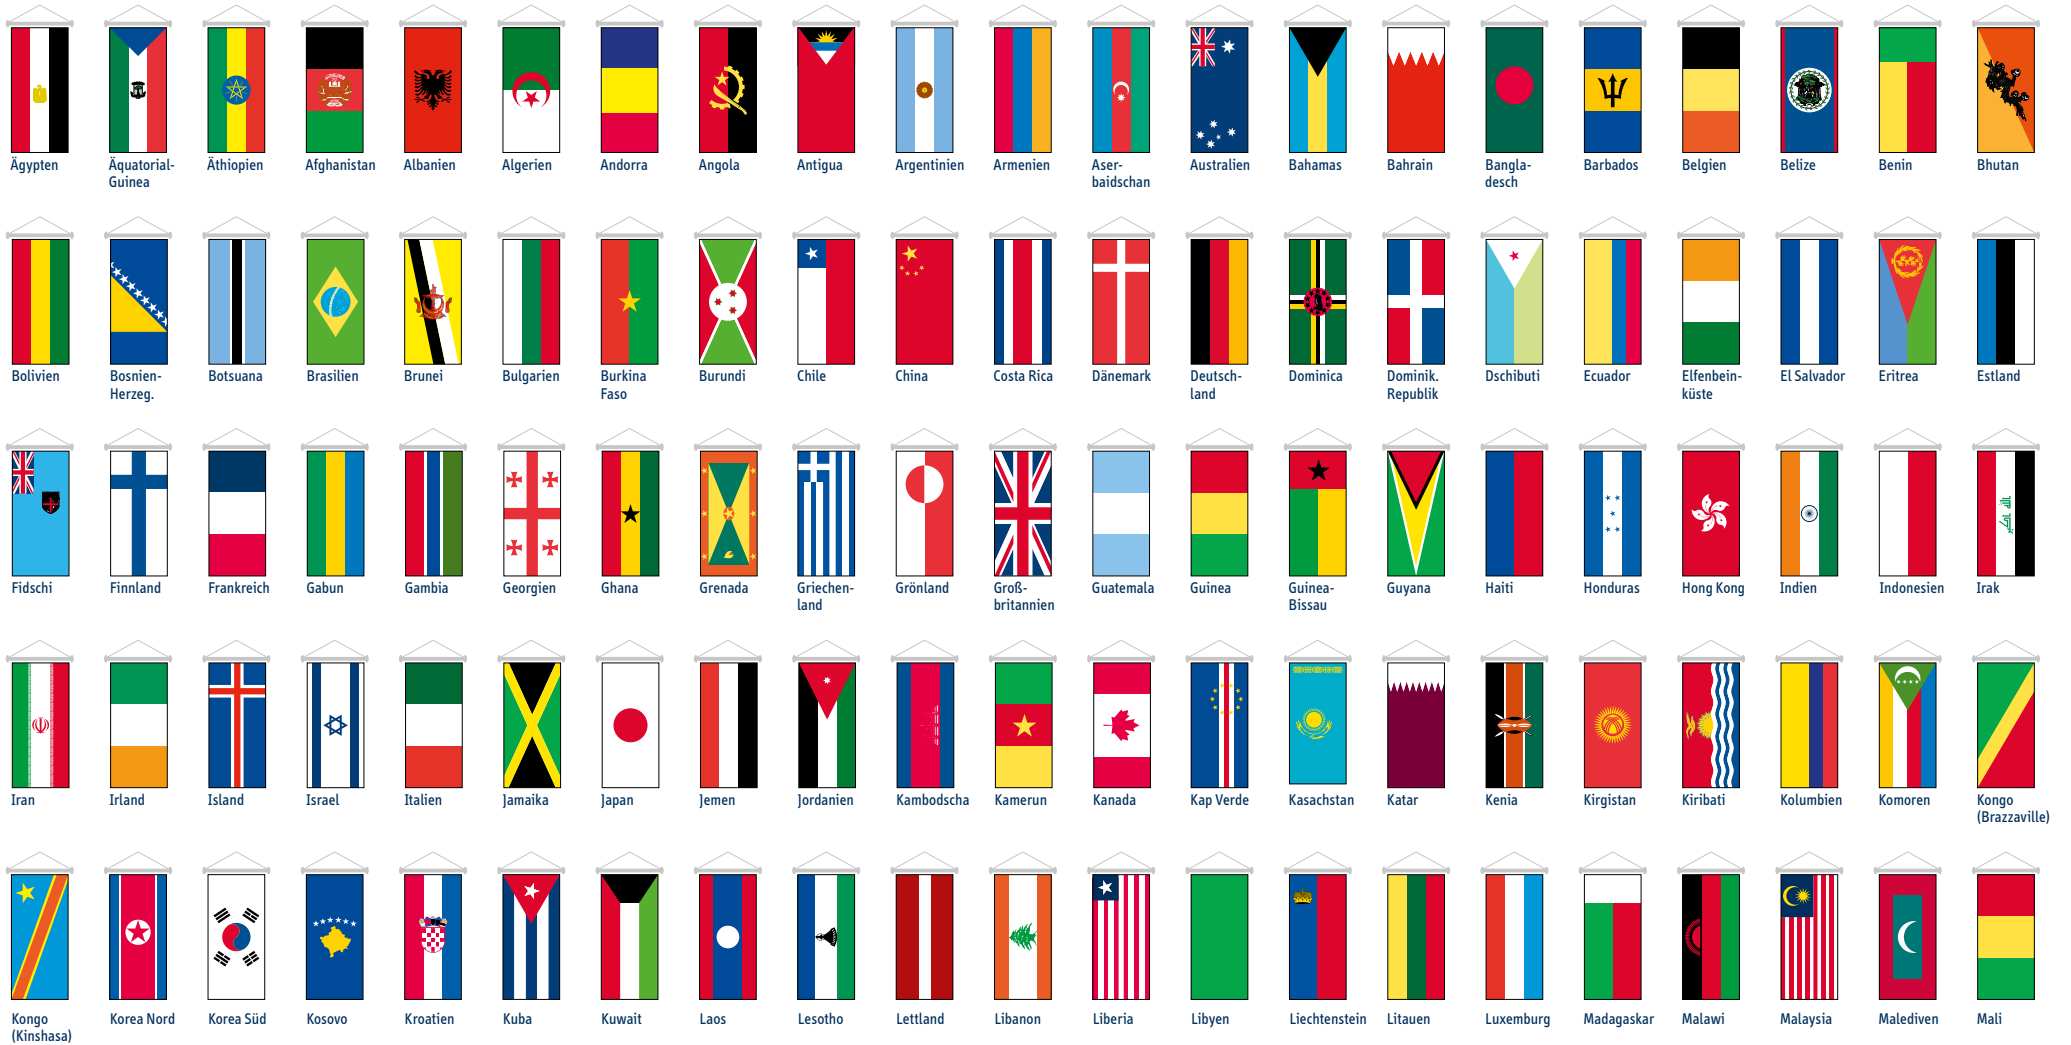 Ägypten
Äquatorial-
Guinea
Äthiopien
Afghanistan
Albanien
Algerien
Andorra
Angola
Antigua
Argentinien
Armenien
Aser-
baidschan
Australien
Bahamas
Bahrain
Bangla-
desch
Barbados
Belgien
Belize
Benin
Bhutan
Bolivien
Bosnien-
Herzeg.
Botsuana
Brasilien
Brunei
Bulgarien
Burkina
Faso
Burundi
Chile
China
Costa Rica
Dänemark
Deutsch-
land
Dominica
Dominik.
Republik
Dschibuti
Ecuador
Elfenbein-
küste
El Salvador
Eritrea
Estland
Fidschi
Finnland
Frankreich
Gabun
Gambia
Georgien
Ghana
Grenada
Griechen-
land
Grönland
Groß-
britannien
Guatemala
Guinea
Guinea-
Bissau
Guyana
Haiti
Honduras
Hong Kong
Indien
Indonesien
Irak
Iran
Irland
Island
Israel
Italien
Jamaika
Japan
Jemen
Jordanien
Kambodscha
Kamerun
Kanada
Kap Verde
Kasachstan
Katar
Kenia
Kirgistan
Kiribati
Kolumbien
Komoren
Kongo
(Brazzaville)
Kongo
(Kinshasa)
Korea Nord
Korea Süd
Kosovo
Kroatien
Kuba
Kuwait
Laos
Lesotho
Lettland
Libanon
Liberia
Libyen
Liechtenstein
Litauen
Luxemburg
Madagaskar
Malawi
Malaysia
Malediven
Mali